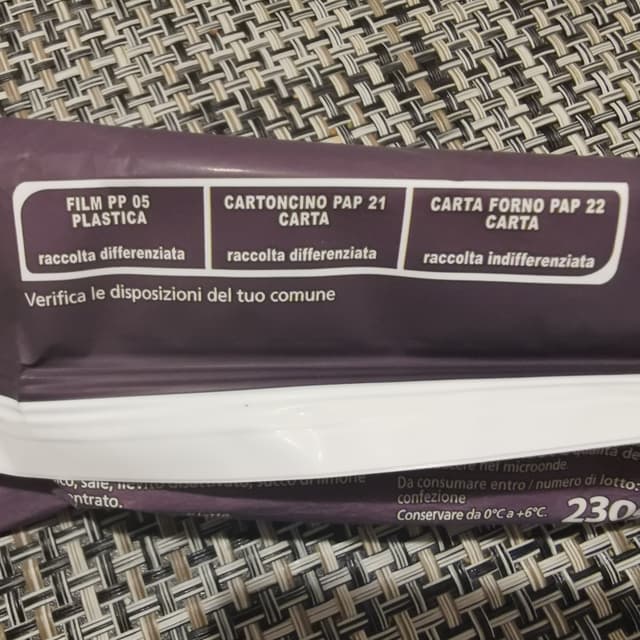 FILM PP 05
PLASTICA
raccolta differenziata
CARTONCINO PAP 21
CARTA
raccolta differenziata
CARTA FORNO PAP 22
CARTA
raccolta indifferenziata
Verifica le disposizioni del tuo comune
sale,
limone
nel microonde
Da consumare entro / numero di lotto:
confezione
Conservare da 0°C a +6°C.
230